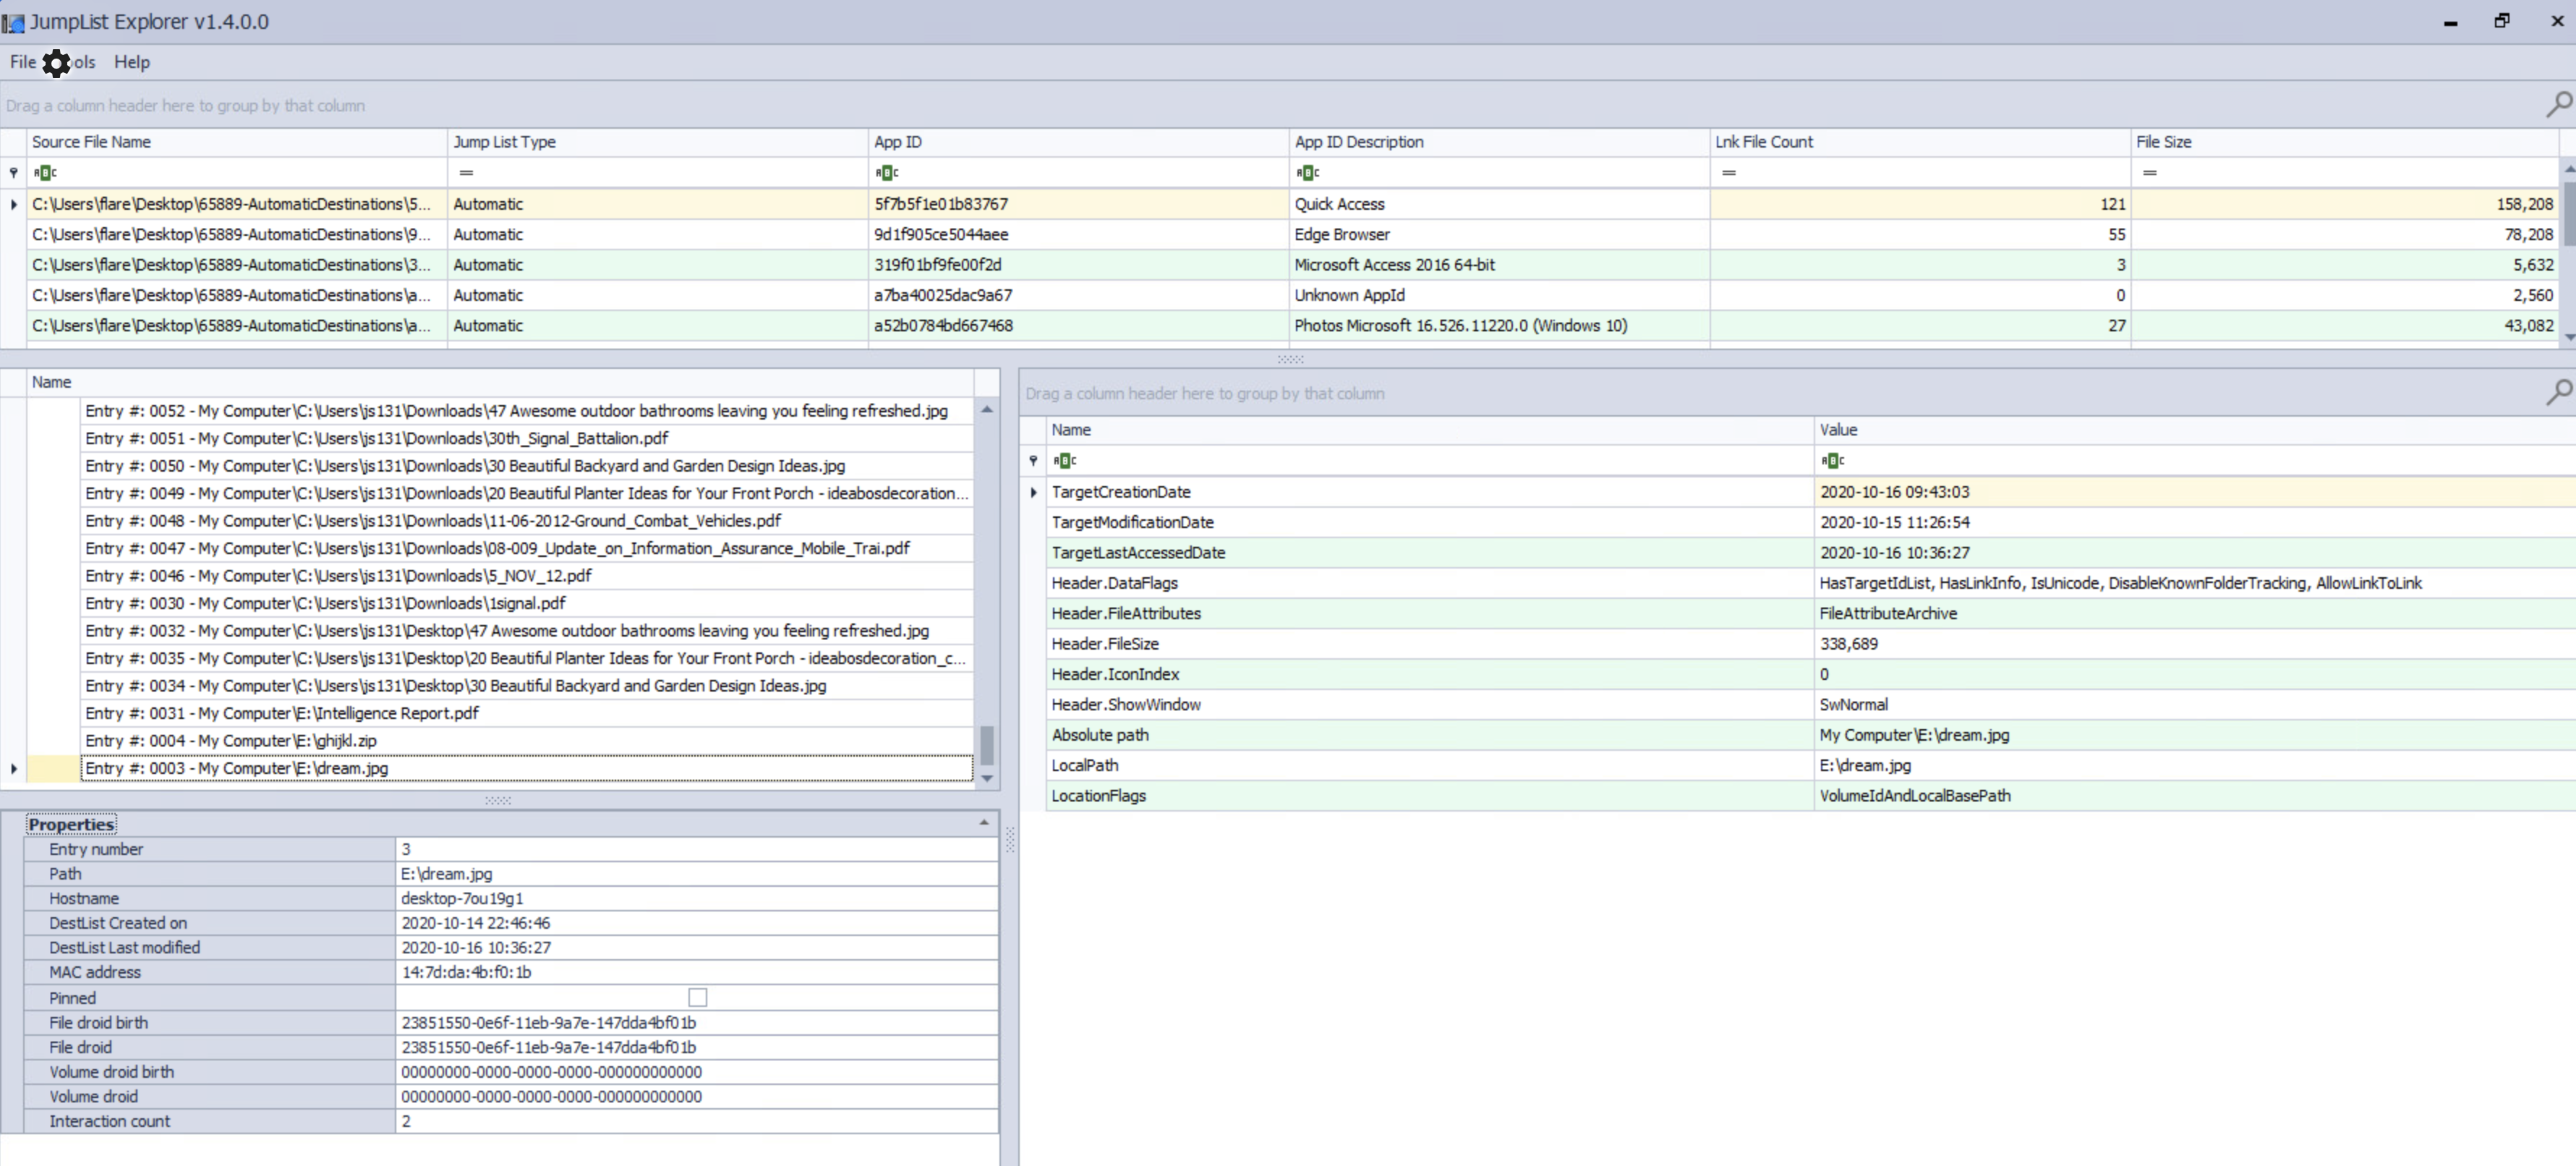 JumpList Explorer v1.4.0.0
File ols Help
Drag a column header here to group by that column
Source File Name Jump List Type App ID App ID Description Lnk File Count File Size
ABC = ABC ABC = =
C:\Users\flare\Desktop\65889-AutomaticDestinations\5... Automatic 5f7b5f1e01b83767 Quick Access 121 158,208
C:\Users\flare\Desktop\65889-AutomaticDestinations\9... Automatic 9d1f905ce5044aee Edge Browser 55 78,208
C:\Users\flare\Desktop\65889-AutomaticDestinations\3... Automatic 319f01bf9fe00f2d Microsoft Access 2016 64-bit 3 5,632
C:\Users\flare\Desktop\65889-AutomaticDestinations\a... Automatic a7ba40025dac9a67 Unknown AppId 0 2,560
C:\Users\flare\Desktop\65889-AutomaticDestinations\a... Automatic a52b0784bd667468 Photos Microsoft 16.526.11220.0 (Windows 10) 27 43,082
Name
Entry #: 0052 - My Computer\C:\Users\js131\Downloads\47 Awesome outdoor bathrooms leaving you feeling refreshed.jpg
Entry #: 0051 - My Computer\C:\Users\js131\Downloads\30th_Signal_Battalion.pdf
Entry #: 0050 - My Computer\C:\Users\js131\Downloads\30 Beautiful Backyard and Garden Design Ideas.jpg
Entry #: 0049 - My Computer\C:\Users\js131\Downloads\20 Beautiful Planter Ideas for Your Front Porch - ideabosdecoration...
Entry #: 0048 - My Computer\C:\Users\js131\Downloads\11-06-2012-Ground_Combat_Vehicles.pdf
Entry #: 0047 - My Computer\C:\Users\js131\Downloads\08-009_Update_on_Information_Assurance_Mobile_Trai.pdf
Entry #: 0046 - My Computer\C:\Users\js131\Downloads\5_NOV_12.pdf
Entry #: 0030 - My Computer\C:\Users\js131\Downloads\1signal.pdf
Entry #: 0032 - My Computer\C:\Users\js131\Desktop\47 Awesome outdoor bathrooms leaving you feeling refreshed.jpg
Entry #: 0035 - My Computer\C:\Users\js131\Desktop\20 Beautiful Planter Ideas for Your Front Porch - ideabosdecoration_c...
Entry #: 0034 - My Computer\C:\Users\js131\Desktop\30 Beautiful Backyard and Garden Design Ideas.jpg
Entry #: 0031 - My Computer\E:\Intelligence Report.pdf
Entry #: 0004 - My Computer\E:\ghijkl.zip
Entry #: 0003 - My Computer\E:\dream.jpg
Properties
Entry number 3
Path E:\dream.jpg
Hostname desktop-7ou19g1
DestList Created on 2020-10-14 22:46:46
DestList Last modified 2020-10-16 10:36:27
MAC address 14:7d:da:4b:f0:1b
Pinned
File droid birth 23851550-0e6f-11eb-9a7e-147dda4bf01b
File droid 23851550-0e6f-11eb-9a7e-147dda4bf01b
Volume droid birth 00000000-0000-0000-0000-000000000000
Volume droid 00000000-0000-0000-0000-000000000000
Interaction count 2
Drag a column header here to group by that column
Name Value
ABC ABC
TargetCreationDate 2020-10-16 09:43:03
TargetModificationDate 2020-10-15 11:26:54
TargetLastAccessedDate 2020-10-16 10:36:27
Header.DataFlags HasTargetIdList, HasLinkInfo, IsUnicode, DisableKnownFolderTracking, AllowLinkToLink
Header.FileAttributes FileAttributeArchive
Header.FileSize 338,689
Header.IconIndex 0
Header.ShowWindow SwNormal
Absolute path My Computer\E:\dream.jpg
LocalPath E:\dream.jpg
LocationFlags VolumeIdAndLocalBasePath